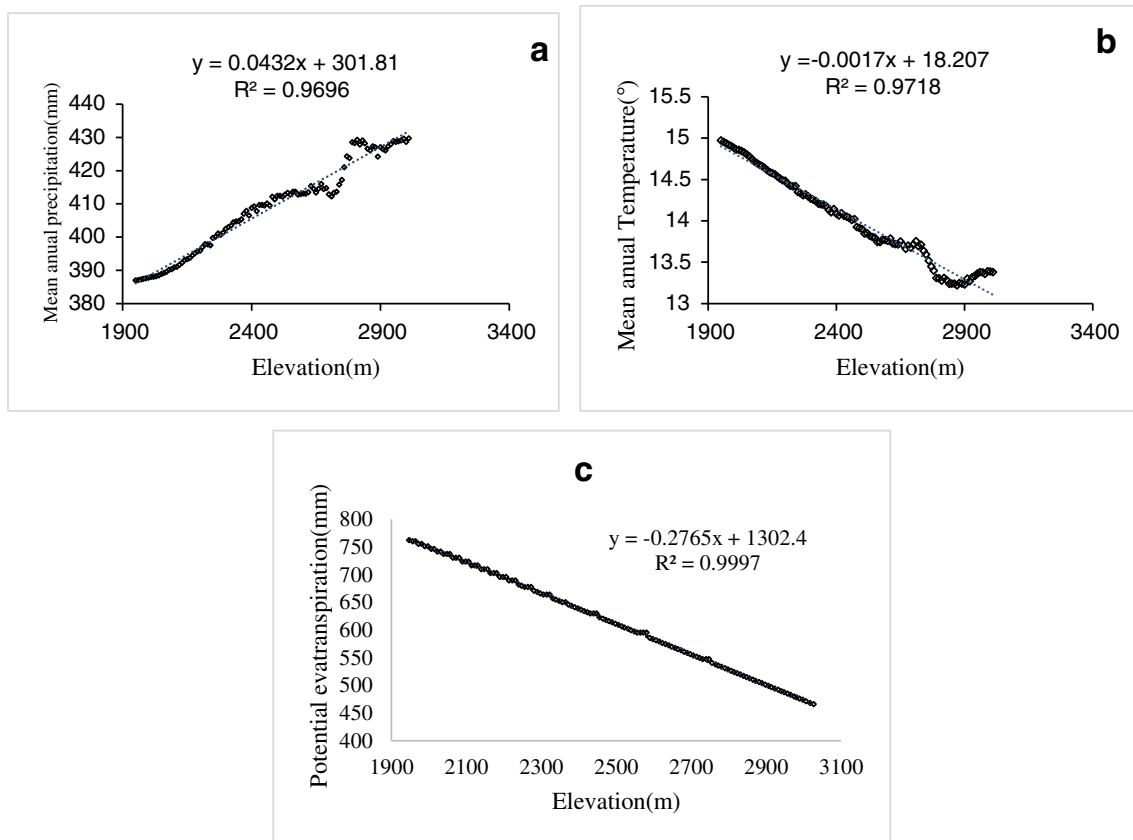 a
y = 0.0432x + 301.81
R² = 0.9696
Mean anual precipitation(mm)
440
430
420
410
400
390
380
1900 2400 2900 3400
Elevation(m)
b
y =-0.0017x + 18.207
R² = 0.9718
Mean anual Temperature(°)
15.5
15
14.5
14
13.5
13
1900 2400 2900 3400
Elevation(m)
c
y = -0.2765x + 1302.4
R² = 0.9997
Potential evatranspiration(mm)
800
750
700
650
600
550
500
450
400
1900 2100 2300 2500 2700 2900 3100
Elevation(m)